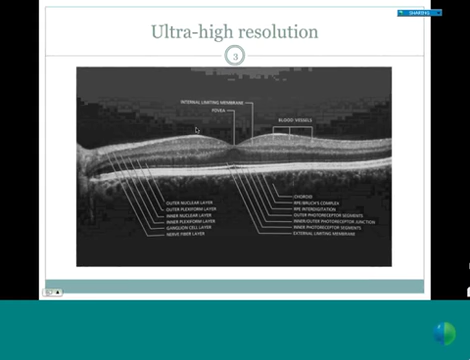 SHARING
Ultra-high resolution
3
INTERNAL LIMITING MEMBRANE
FOVEA
BLOOD VESSELS
OUTER NUCLEAR LAYER
OUTER PLEXIFORM LAYER
INNER NUCLEAR LAYER
INNER PLEXIFORM LAYER
GANGLION CELL LAYER
NERVE FIBER LAYER
CHOROID
RPE/BRUCH'S COMPLEX
RPE INTERDIGITATION
OUTER PHOTORECEPTOR SEGMENTS
INNER/OUTER PHOTORECEPTOR JUNCTION
INNER PHOTORECEPTOR SEGMENTS
EXTERNAL LIMITING MEMBRANE